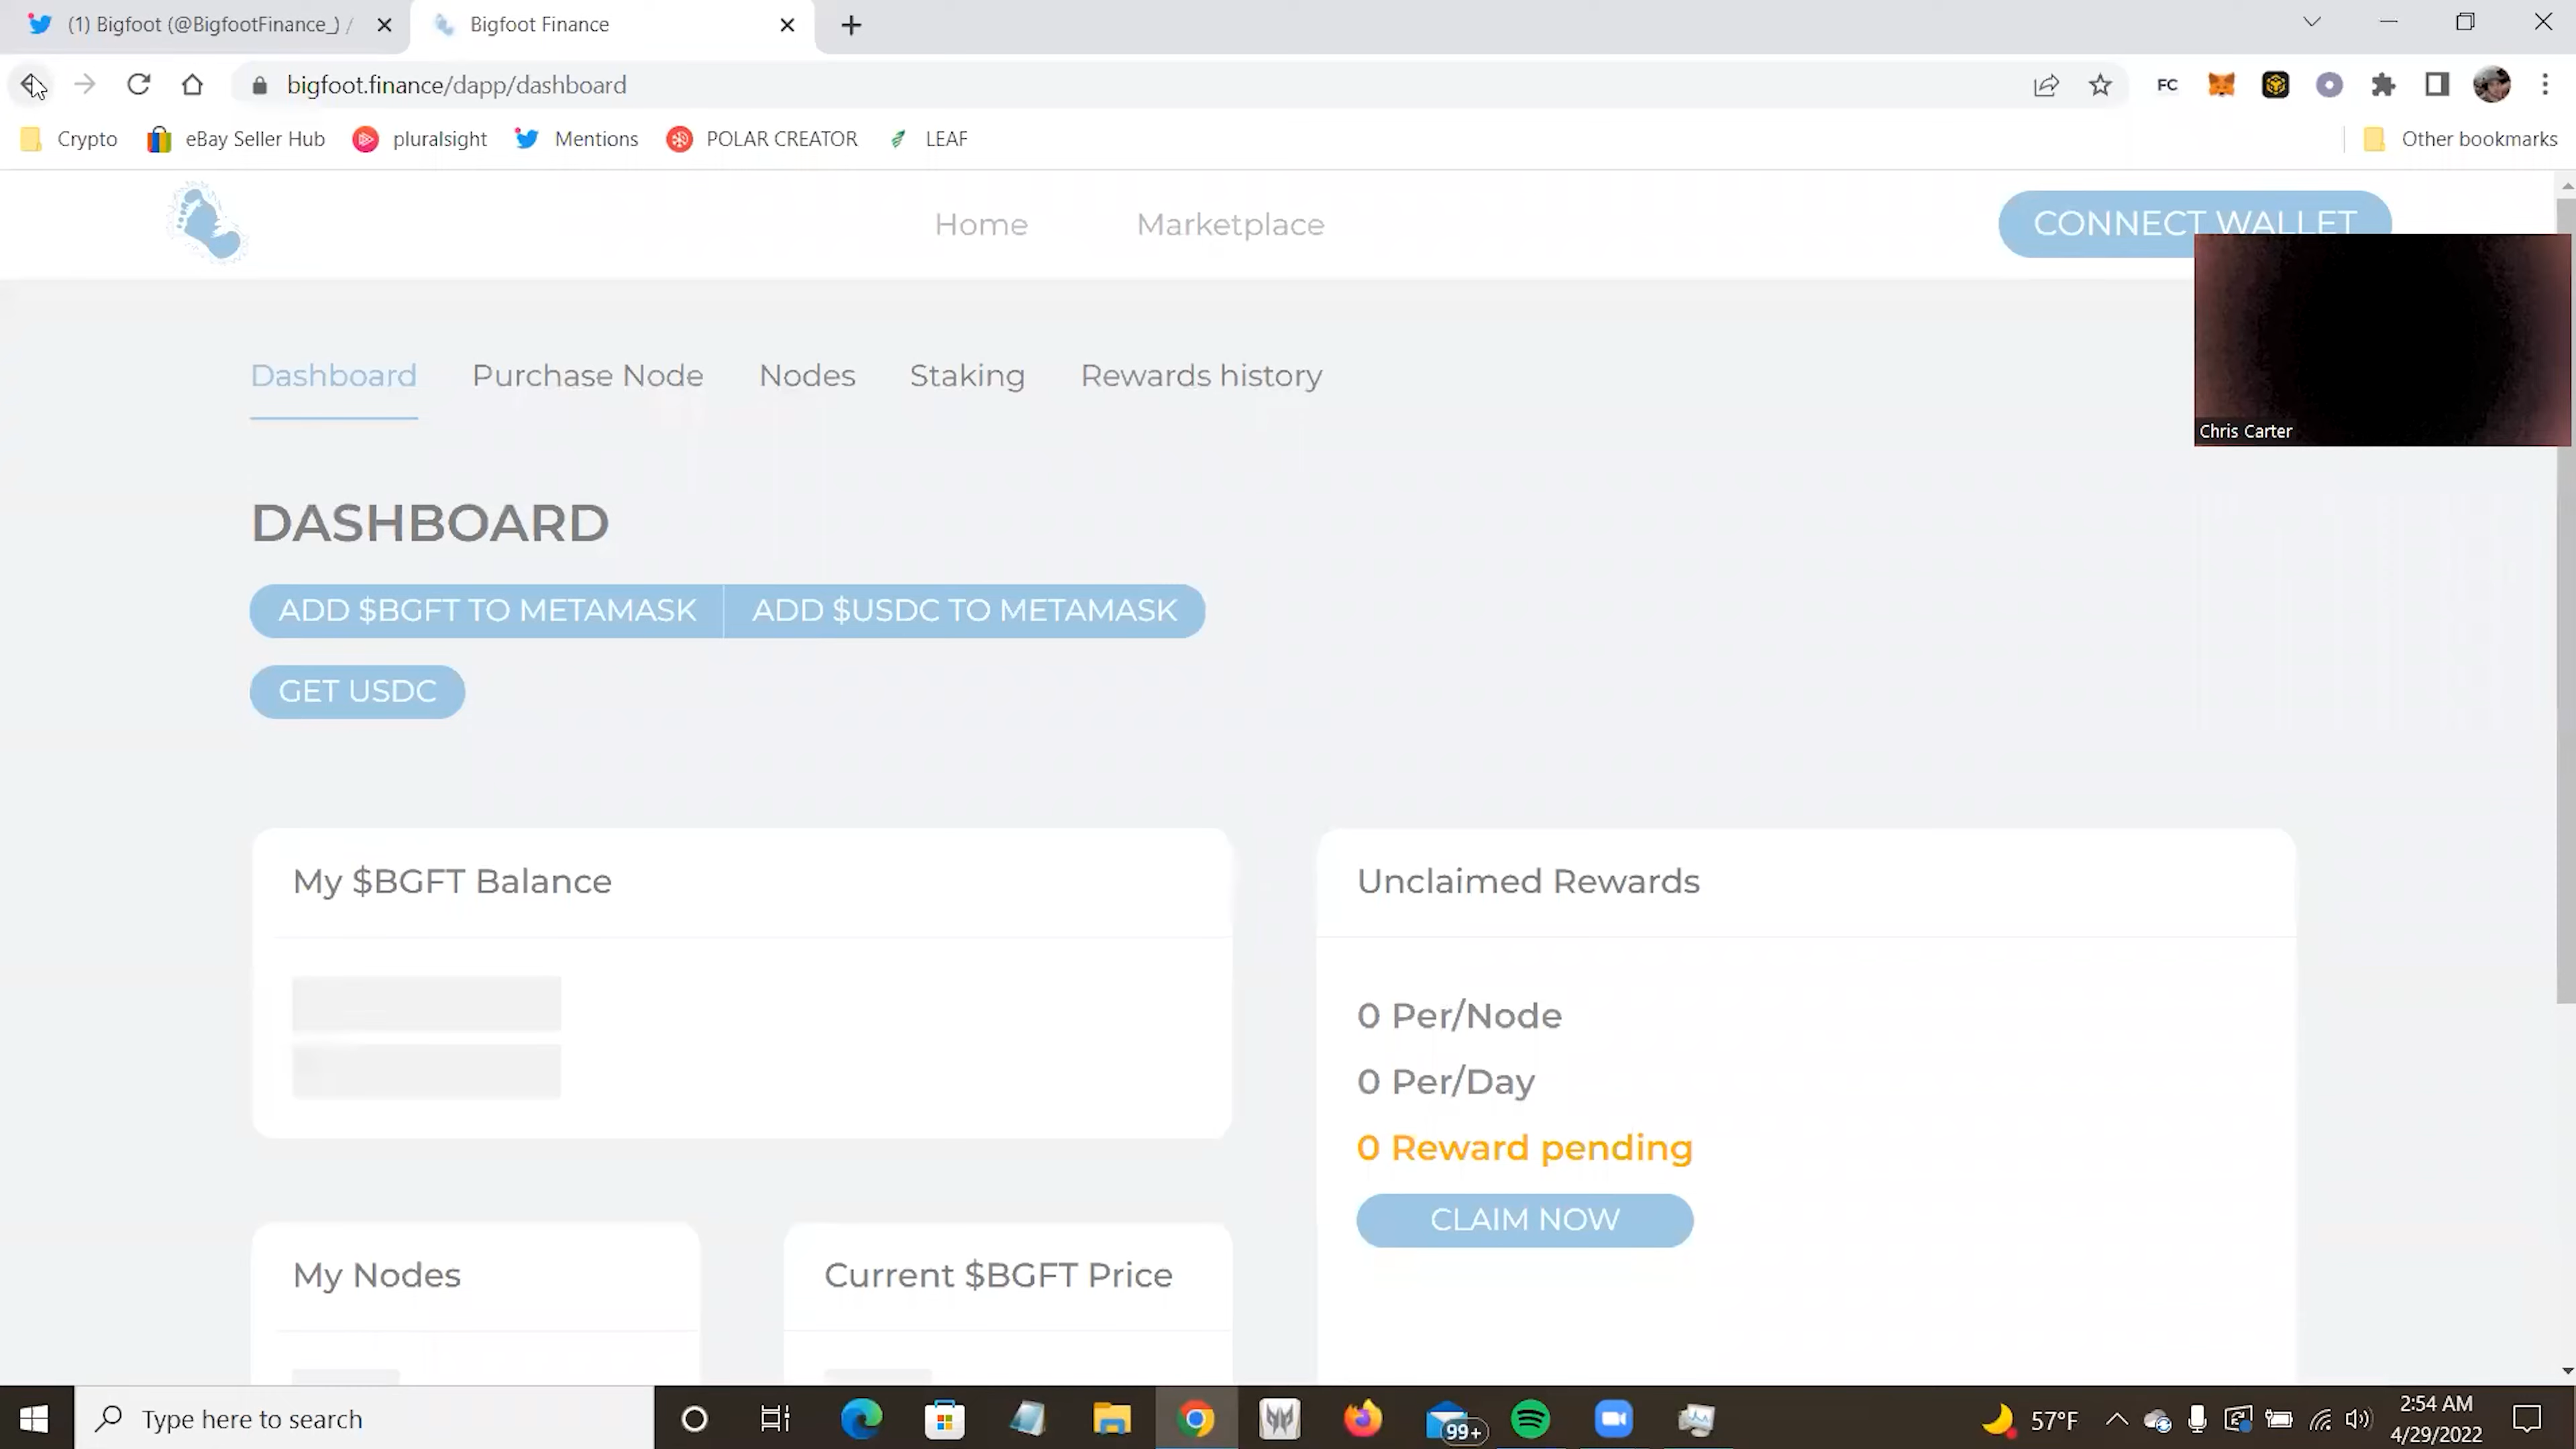 (1) Bigfoot (@BigfootFinance_) /
Bigfoot Finance
bigfoot.finance/dapp/dashboard
FC
Crypto
eBay Seller Hub
pluralsight
Mentions
POLAR CREATOR
LEAF
Other bookmarks
Home
Marketplace
CONNECT WALLET
Chris Carter
Dashboard
Purchase Node
Nodes
Staking
Rewards history
DASHBOARD
ADD $BGFT TO METAMASK
ADD $USDC TO METAMASK
GET USDC
My $BGFT Balance
Unclaimed Rewards
0 Per/Node
0 Per/Day
0 Reward pending
CLAIM NOW
My Nodes
Current $BGFT Price
Type here to search
99+
57°F
2:54 AM
4/29/2022